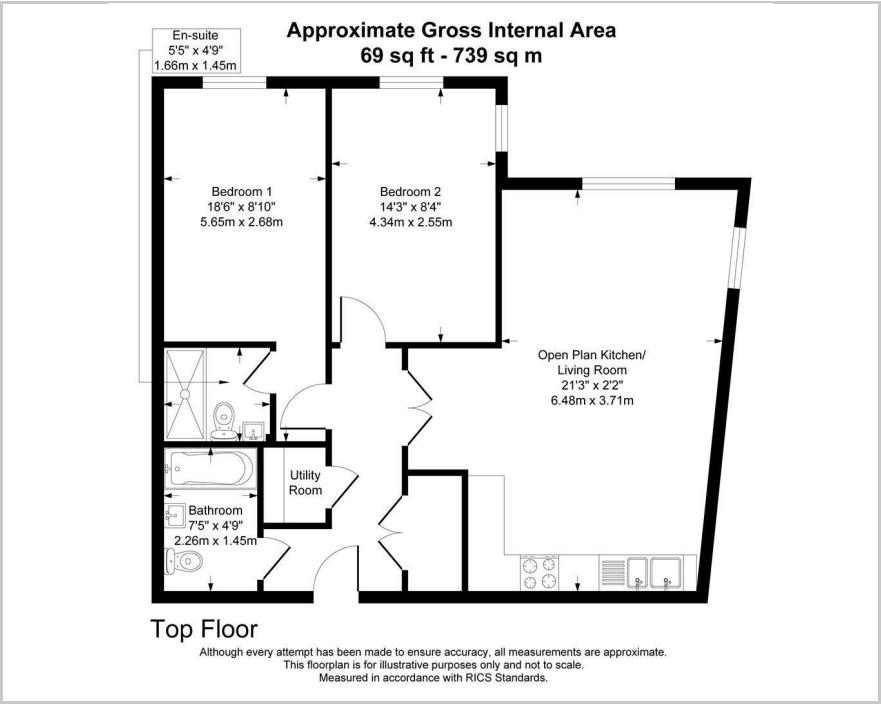 Approximate Gross Internal Area
69 sq ft - 739 sq m
En-suite
5'5" x 4'9"
1.66m x 1.45m
Bedroom 1
18'6" x 8'10"
5.65m x 2.68m
Bedroom 2
14'3" x 8'4"
4.34m x 2.55m
Open Plan Kitchen/
Living Room
21'3" x 2'2"
6.48m x 3.71m
Utility
Room
Bathroom
7'5" x 4'9"
2.26m x 1.45m
Top Floor
Although every attempt has been made to ensure accuracy, all measurements are approximate.
This floorplan is for illustrative purposes only and not to scale.
Measured in accordance with RICS Standards.